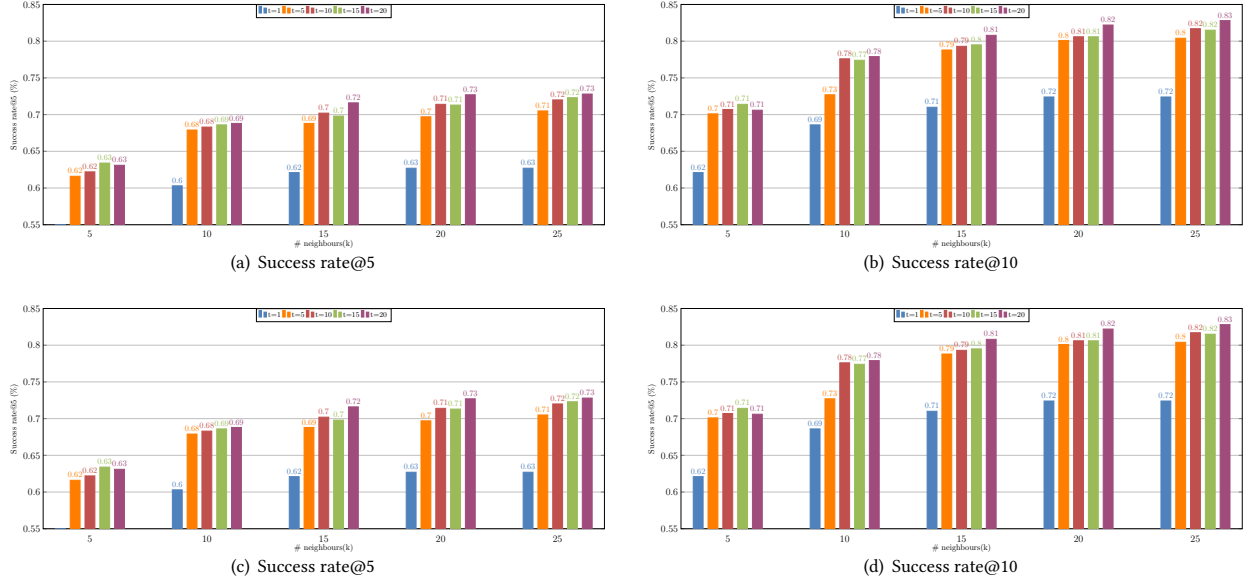 0.85
t=1 t=5 t=10 t=15 t=20
0.8
0.75
0.7
0.65
0.6
0.55
Success rate@5 (%)
0.62 0.62 0.63 0.63
0.6 0.68 0.68 0.69 0.69
0.62 0.69 0.7 0.7 0.72
0.63 0.7 0.71 0.71 0.73
0.63 0.71 0.72 0.72 0.73
5 10 15 20 25
# neighbours(k)
(a) Success rate@5
0.85
t=1 t=5 t=10 t=15 t=20
0.8
0.75
0.7
0.65
0.6
0.55
Success rate@5 (%)
0.62 0.7 0.71 0.71 0.71
0.69 0.73 0.78 0.77 0.78
0.71 0.79 0.79 0.8 0.81
0.72 0.8 0.81 0.81 0.82
0.72 0.8 0.82 0.82 0.83
5 10 15 20 25
# neighbours(k)
(b) Success rate@10
0.85
t=1 t=5 t=10 t=15 t=20
0.8
0.75
0.7
0.65
0.6
0.55
Success rate@5 (%)
0.62 0.62 0.63 0.63
0.6 0.68 0.68 0.69 0.69
0.62 0.69 0.7 0.7 0.72
0.63 0.7 0.71 0.71 0.73
0.63 0.71 0.72 0.72 0.73
5 10 15 20 25
# neighbours(k)
(c) Success rate@5
0.85
t=1 t=5 t=10 t=15 t=20
0.8
0.75
0.7
0.65
0.6
0.55
Success rate@5 (%)
0.62 0.7 0.71 0.71 0.71
0.69 0.73 0.78 0.77 0.78
0.71 0.79 0.79 0.8 0.81
0.72 0.8 0.81 0.81 0.82
0.72 0.8 0.82 0.82 0.83
5 10 15 20 25
# neighbours(k)
(d) Success rate@10